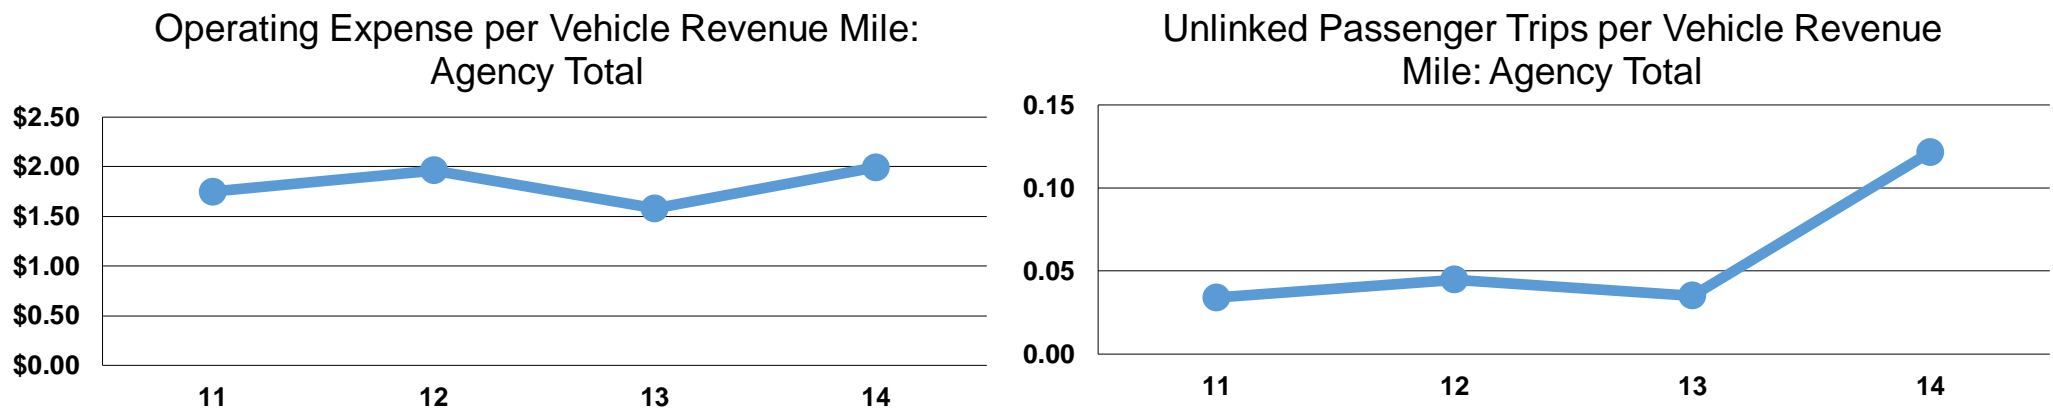 Operating Expense per Vehicle Revenue Mile:
Agency Total
$2.50
$2.00
$1.50
$1.00
$0.50
$0.00
11 12 13 14
Unlinked Passenger Trips per Vehicle Revenue
Mile: Agency Total
0.15
0.10
0.05
0.00
11 12 13 14